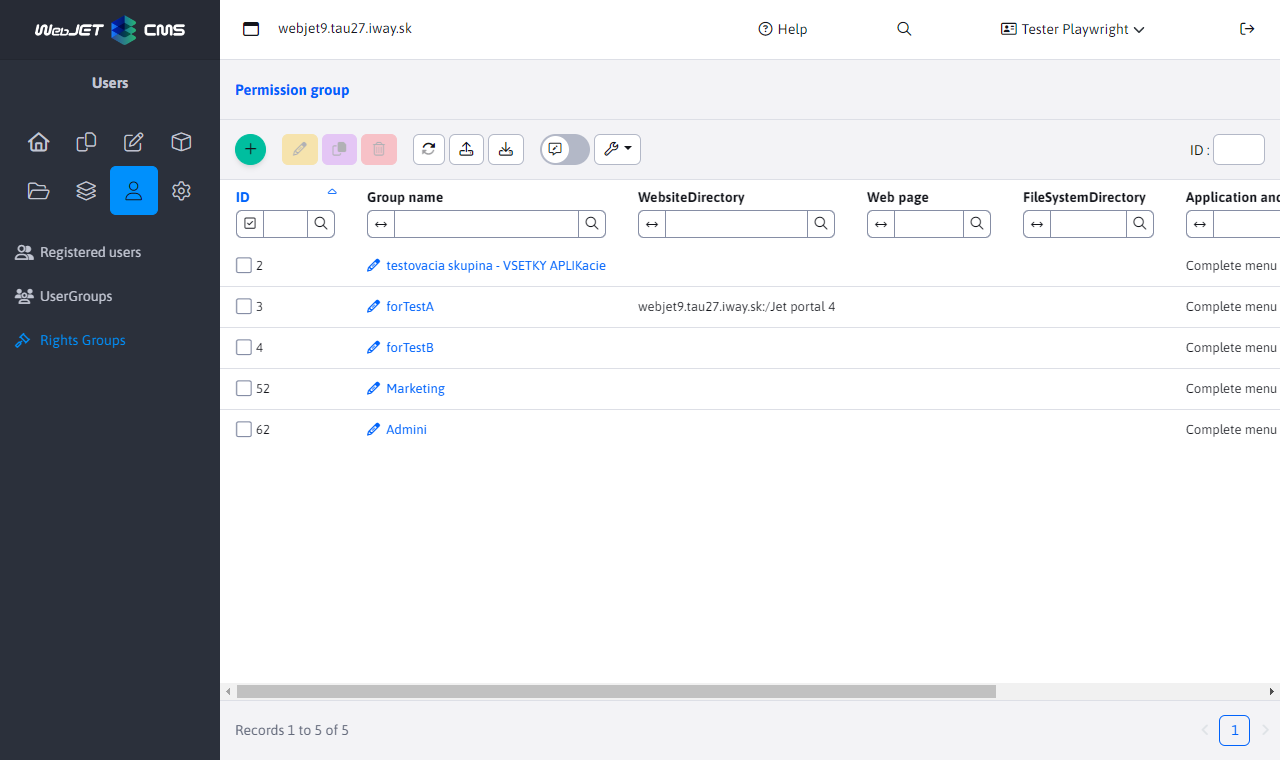 WebJET CMS
webjet9.tau27.iway.sk
Help
Tester Playwright
Users
Permission group
ID :
Registered users
UserGroups
Rights Groups
ID Group name WebsiteDirectory Web page FileSystemDirectory Application and
2 testovacia skupina - VSETKY APLIKacie Complete menu
3 forTestA webjet9.tau27.iway.sk:/Jet portal 4 Complete menu
4 forTestB Complete menu
52 Marketing Complete menu
62 Admini Complete menu
Records 1 to 5 of 5
1